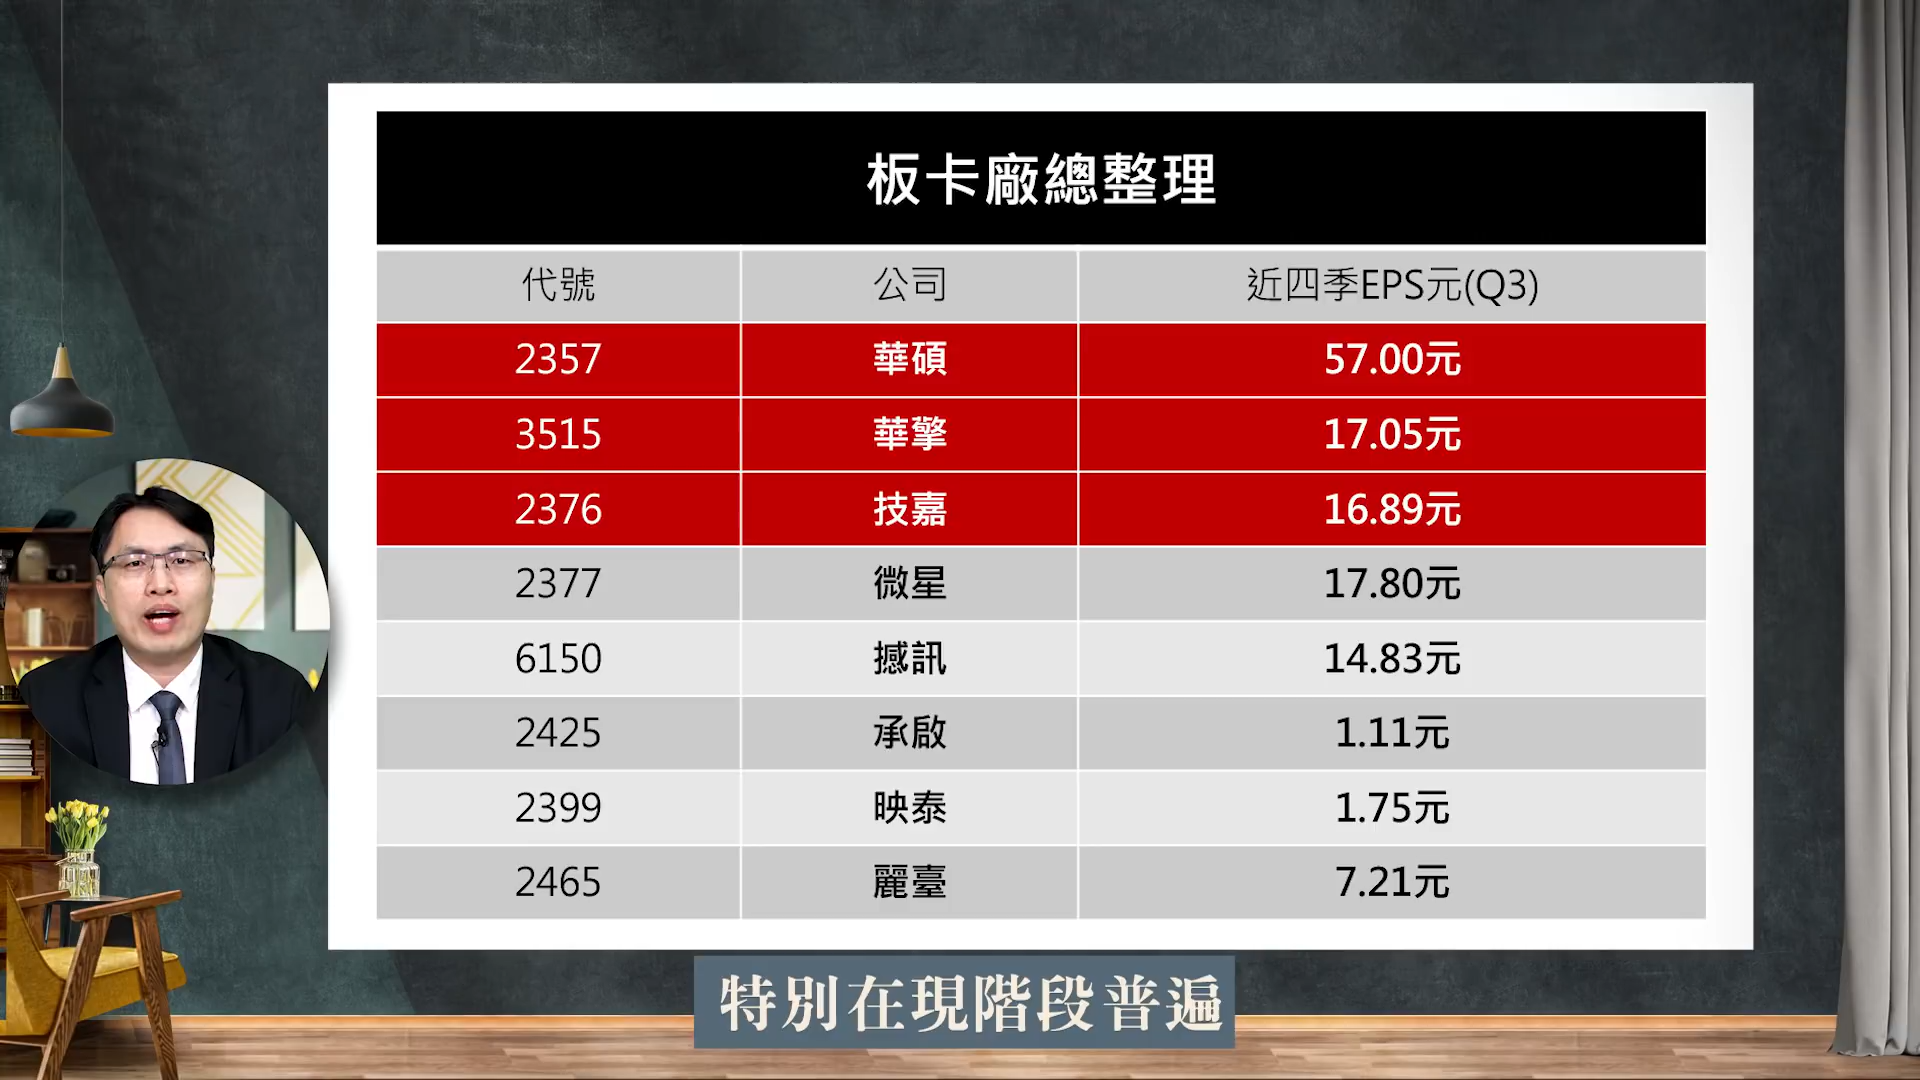 板卡廠總整理
代號 公司 近四季EPS元(Q3)
2357 華碩 57.00元
3515 華擎 17.05元
2376 技嘉 16.89元
2377 微星 17.80元
6150 撼訊 14.83元
2425 承啟 1.11元
2399 映泰 1.75元
2465 麗臺 7.21元
特別在現階段普遍